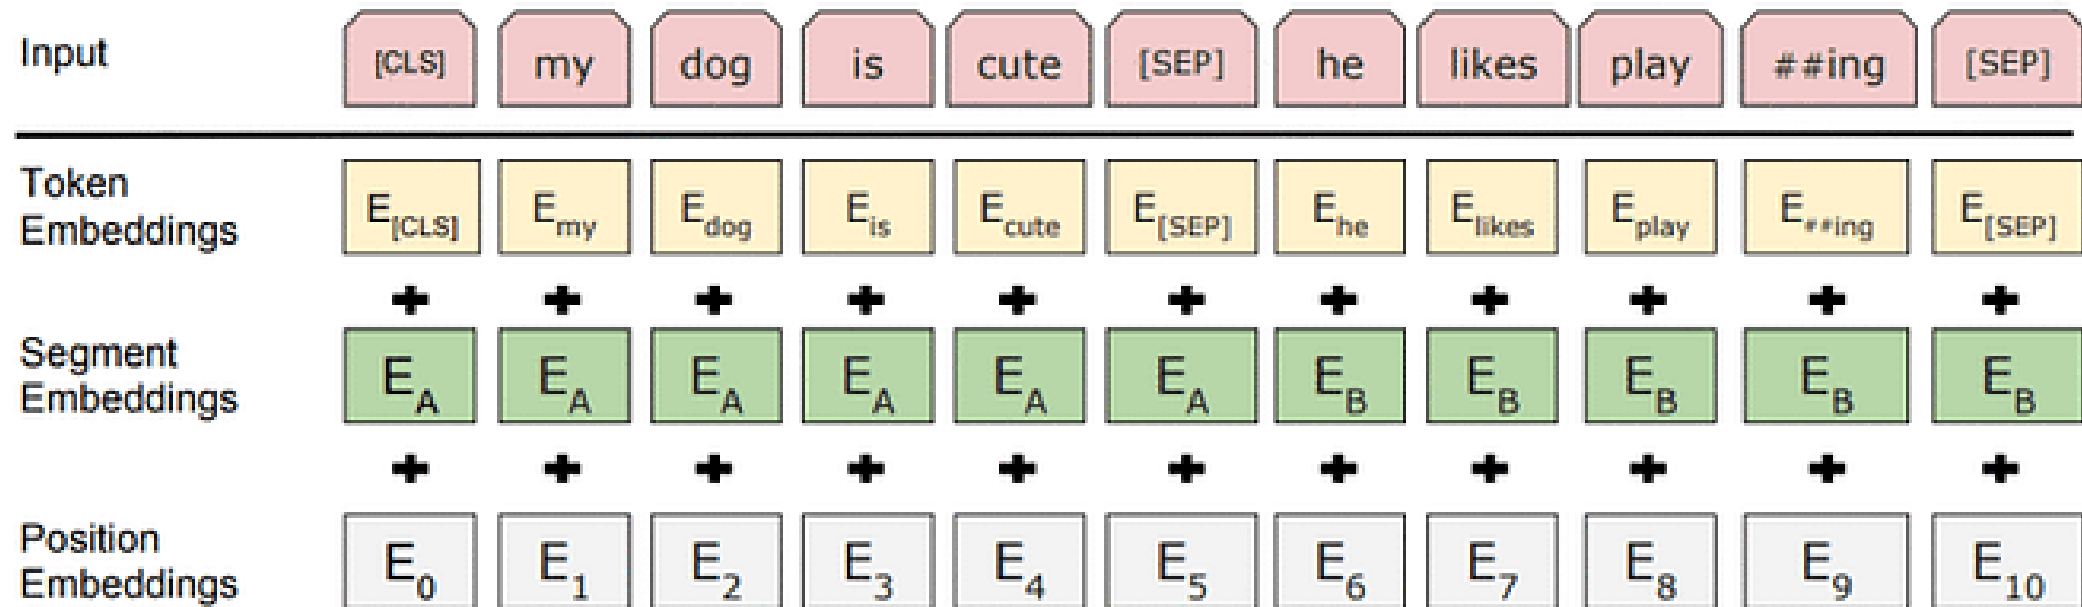 Input [CLS] my dog is cute [SEP] he likes play ##ing [SEP]
Token
Embeddings E[CLS] Emy Edog Eis Ecute E[SEP] Ehe Elikes Eplay E##ing E[SEP]
+ + + + + + + + + + +
Segment
Embeddings EA EA EA EA EA EA EB EB EB EB EB
+ + + + + + + + + + +
Position
Embeddings E0 E1 E2 E3 E4 E5 E6 E7 E8 E9 E10